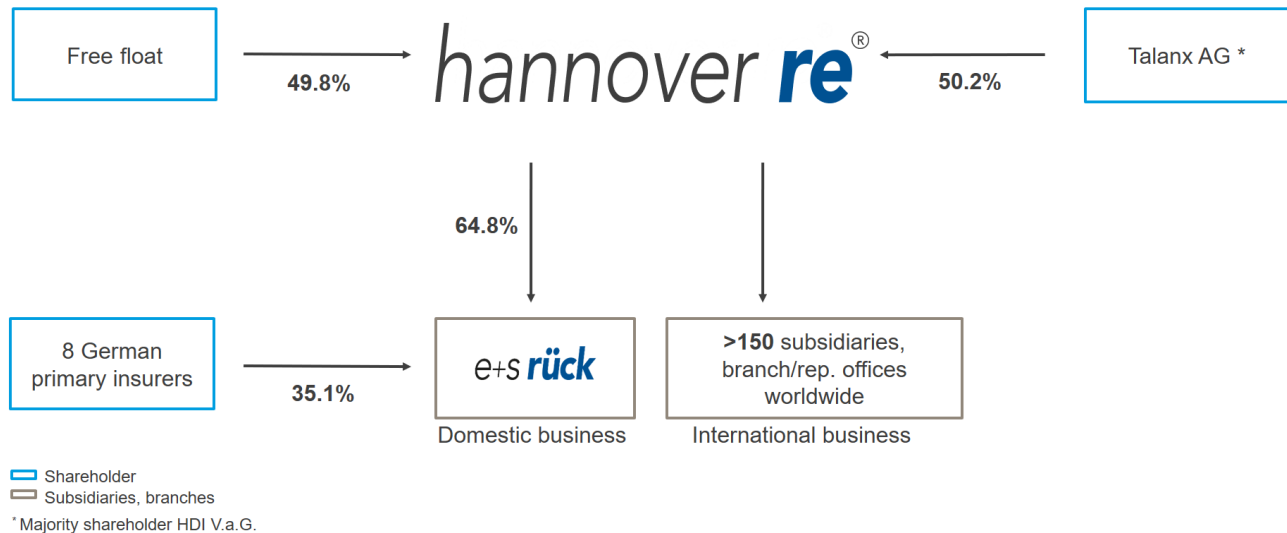 Free float
49.8%
hannover re®
50.2%
Talanx AG *
64.8%
8 German
primary insurers
35.1%
e+s rück
Domestic business
>150 subsidiaries,
branch/rep. offices
worldwide
International business
Shareholder
Subsidiaries, branches
* Majority shareholder HDI V.a.G.